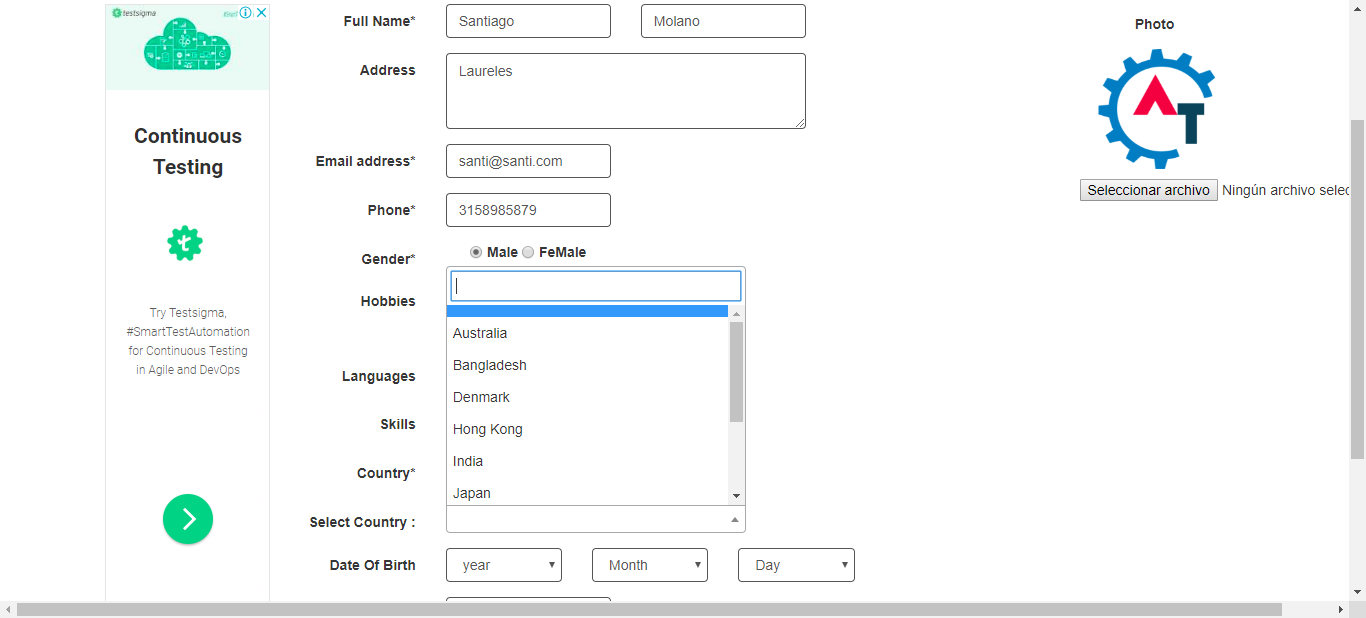 testsigma
Continuous
Testing
Try Testsigma,
#SmartTestAutomation
for Continuous Testing
in Agile and DevOps
Full Name* Santiago Molano
Address Laureles
Email address* santi@santi.com
Phone* 3158985879
Gender* Male FeMale
Hobbies
Languages
Skills
Country*
Australia
Bangladesh
Denmark
Hong Kong
India
Japan
Select Country :
Date Of Birth year Month Day
Photo
AT
Seleccionar archivo Ningún archivo selec